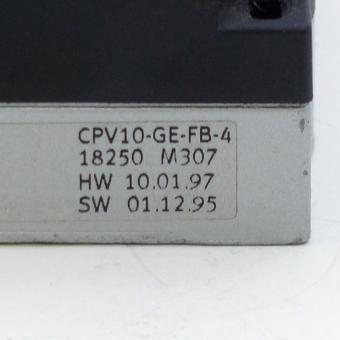 CPV10-GE-FB-4
18250 M307
HW 10.01.97
SW 01.12.95